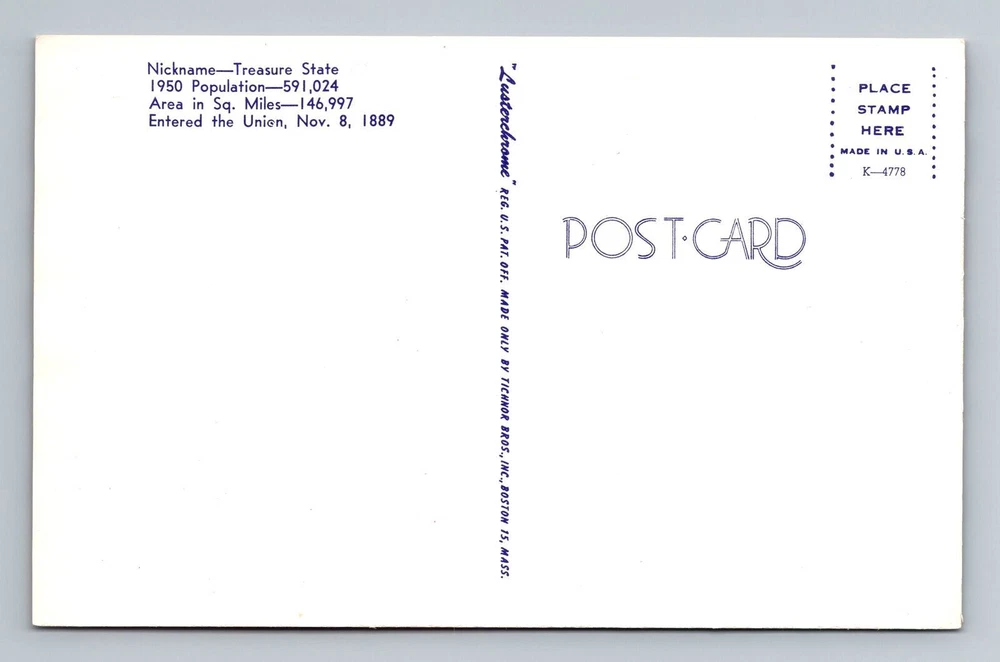 Nickname—Treasure State
1950 Population—591,024
Area in Sq. Miles—146,997
Entered the Union, Nov. 8, 1889
"Lusterchrome" REG. U.S. PAT. OFF. MADE ONLY BY TICHNOR BROS., INC., BOSTON 15, MASS.
PLACE
STAMP
HERE
MADE IN U.S.A.
K—4778
POST·CARD